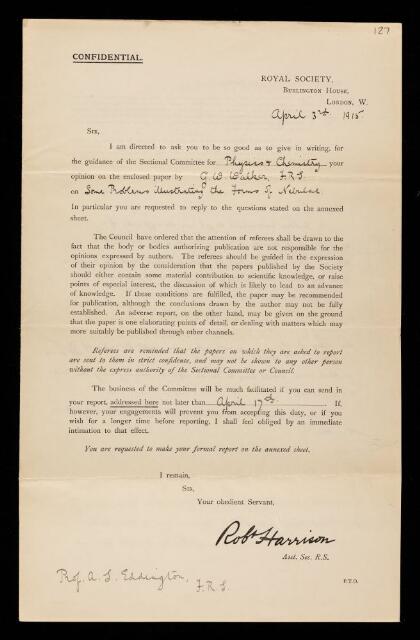 127
CONFIDENTIAL.
ROYAL SOCIETY,
BURLINGTON HOUSE,
LONDON, W.
April 3rd. 1915
SIR,
I am directed to ask you to be so good as to give in writing, for
the guidance of the Sectional Committee for Physics & Chemistry your
opinion on the enclosed paper by G. W. Walker, F.R.S.
on Some Problems illustrating the Forms of Nebulae
In particular you are requested to reply to the questions stated on the annexed
sheet.
The Council have ordered that the attention of referees shall be drawn to the
fact that the body or bodies authorizing publication are not responsible for the
opinions expressed by authors. The referees should be guided in the expression
of their opinion by the consideration that the papers published by the Society
should either contain some material contribution to scientific knowledge, or raise
points of especial interest, the discussion of which is likely to lead to an advance
of knowledge. If these conditions are fulfilled, the paper may be recommended
for publication, although the conclusions drawn by the author may not be fully
established. An adverse report, on the other hand, may be given on the ground
that the paper is one elaborating points of detail, or dealing with matters which may
more suitably be published through other channels.
Referees are reminded that the papers on which they are asked to report
are sent to them in strict confidence, and may not be shown to any other person
without the express authority of the Sectional Committee or Council.
The business of the Committee will be much facilitated if you can send in
your report, addressed here not later than April 17th. If,
however, your engagements will prevent you from accepting this duty, or if you
wish for a longer time before reporting, I shall feel obliged by an immediate
intimation to that effect.
You are requested to make your formal report on the annexed sheet.
I remain,
SIR,
Your obedient Servant,
Robt Harrison
Asst. Sec. R.S.
Prof. A. S. Eddington, F.R.S.
P.T.O.